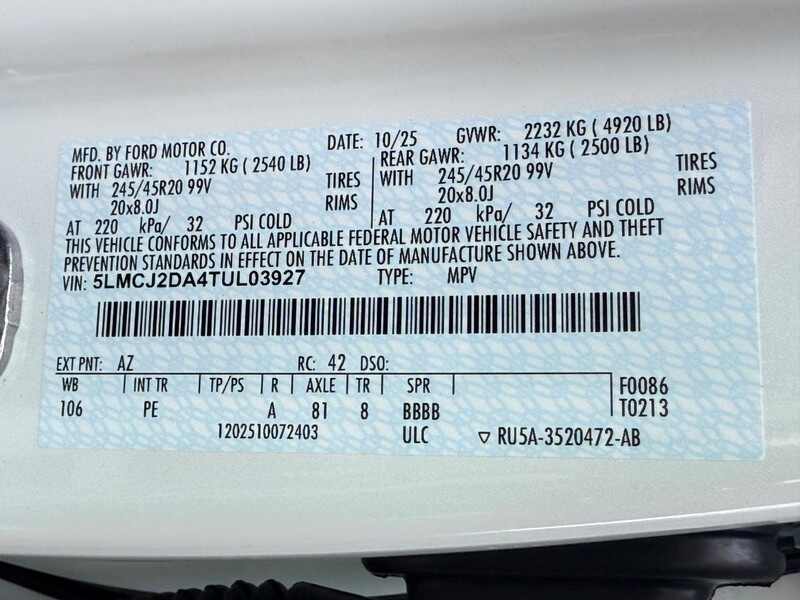 MFD. BY FORD MOTOR CO. DATE: 10/25 GVWR: 2232 KG ( 4920 LB)
FRONT GAWR: 1152 KG ( 2540 LB) REAR GAWR: 1134 KG ( 2500 LB)
WITH 245/45R20 99V TIRES WITH 245/45R20 99V TIRES
20x8.0J RIMS 20x8.0J RIMS
AT 220 kPa/ 32 PSI COLD AT 220 kPa/ 32 PSI COLD
THIS VEHICLE CONFORMS TO ALL APPLICABLE FEDERAL MOTOR VEHICLE SAFETY AND THEFT
PREVENTION STANDARDS IN EFFECT ON THE DATE OF MANUFACTURE SHOWN ABOVE.
VIN: 5LMCJ2DA4TUL03927 TYPE: MPV
EXT PNT: AZ RC: 42 DSO:
WB INT TR TP/PS R AXLE TR SPR F0086
106 PE A 81 8 BBBB T0213
1202510072403 ULC ▽ RU5A-3520472-AB